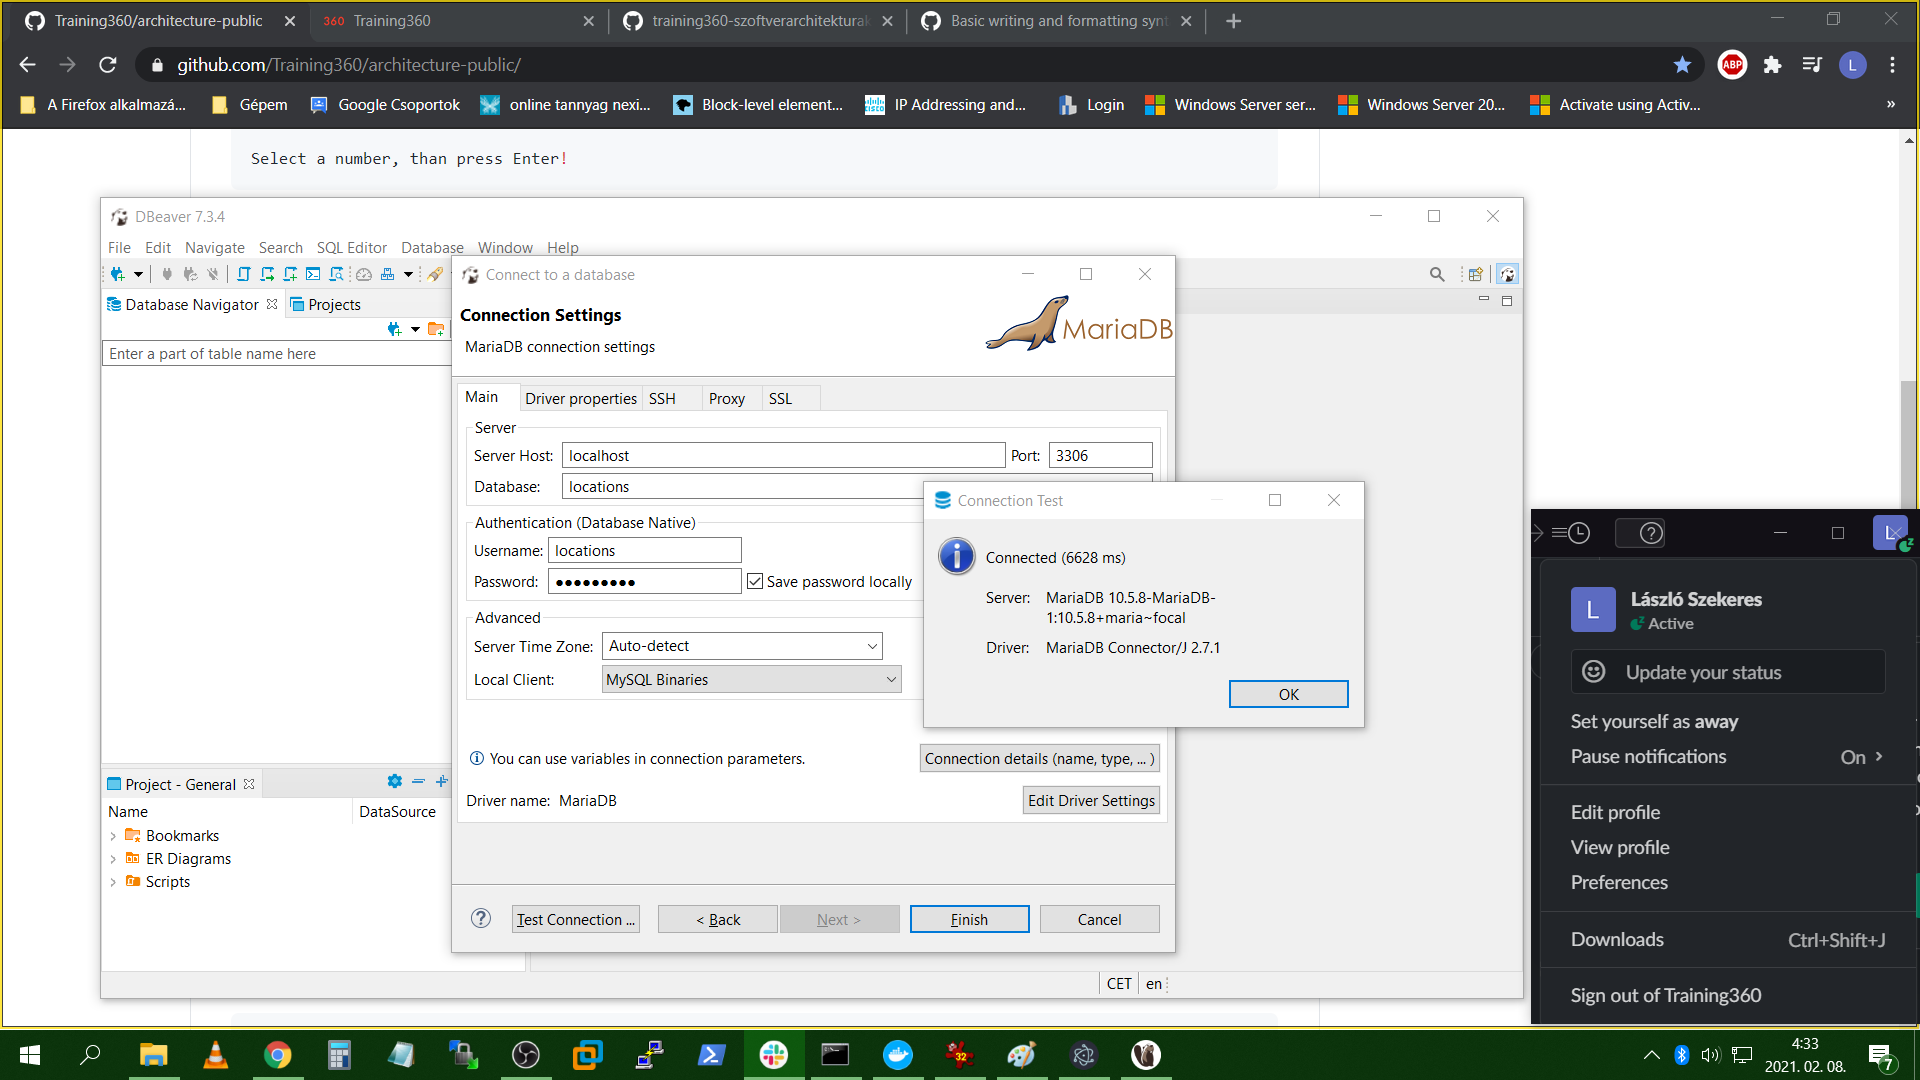 Training360/architecture-public
360 Training360
training360-szoftverarchitekturak
Basic writing and formatting synt
github.com/Training360/architecture-public/
ABP
L
A Firefox alkalmazá...
Gépem
Google Csoportok
online tannyag nexi...
Block-level element...
IP Addressing and...
Login
Windows Server ser...
Windows Server 20...
Activate using Activ...
»
Select a number, than press Enter!
DBeaver 7.3.4
File Edit Navigate Search SQL Editor Database Window Help
Database Navigator
Projects
Enter a part of table name here
Connect to a database
Connection Settings
MariaDB connection settings
MariaDB
Main Driver properties SSH Proxy SSL
Server
Server Host: localhost Port: 3306
Database: locations
Authentication (Database Native)
Username: locations
Password: ●●●●●●●●● Save password locally
Advanced
Server Time Zone: Auto-detect
Local Client: MySQL Binaries
You can use variables in connection parameters.
Connection details (name, type, ... )
Driver name: MariaDB
Edit Driver Settings
Test Connection ...
< Back
Next >
Finish
Cancel
Connection Test
Connected (6628 ms)
Server: MariaDB 10.5.8-MariaDB-
1:10.5.8+maria~focal
Driver: MariaDB Connector/J 2.7.1
OK
Project - General
Name DataSource
Bookmarks
ER Diagrams
Scripts
CET en
L
L
László Szekeres
Active
Update your status
Set yourself as away
Pause notifications On
Edit profile
View profile
Preferences
Downloads Ctrl+Shift+J
Sign out of Training360
32
4:33
2021. 02. 08.
7